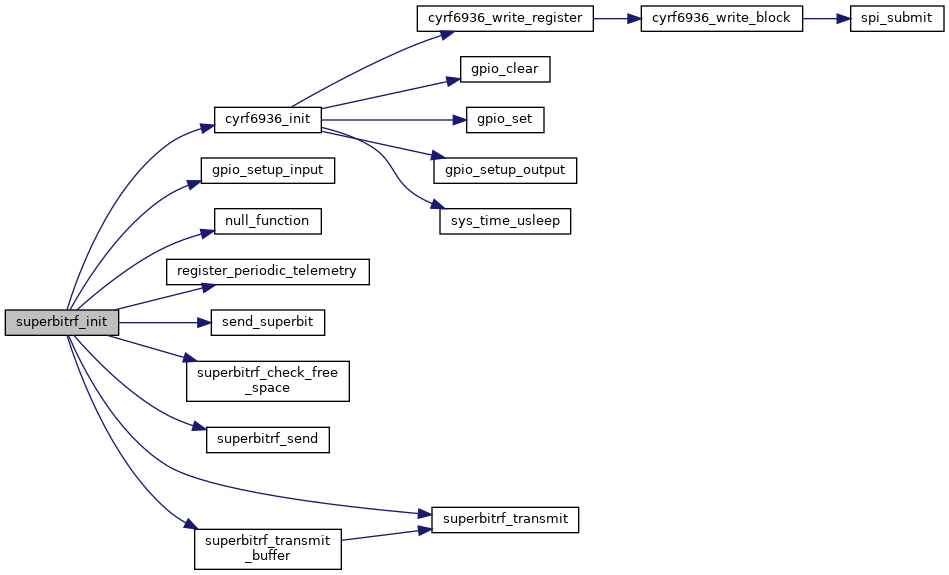 cyrf6936_write_register
cyrf6936_write_block
spi_submit
gpio_clear
cyrf6936_init
gpio_set
gpio_setup_input
gpio_setup_output
null_function
sys_time_usleep
register_periodic_telemetry
superbitrf_init
send_superbit
superbitrf_check_free
_space
superbitrf_send
superbitrf_transmit
superbitrf_transmit
_buffer